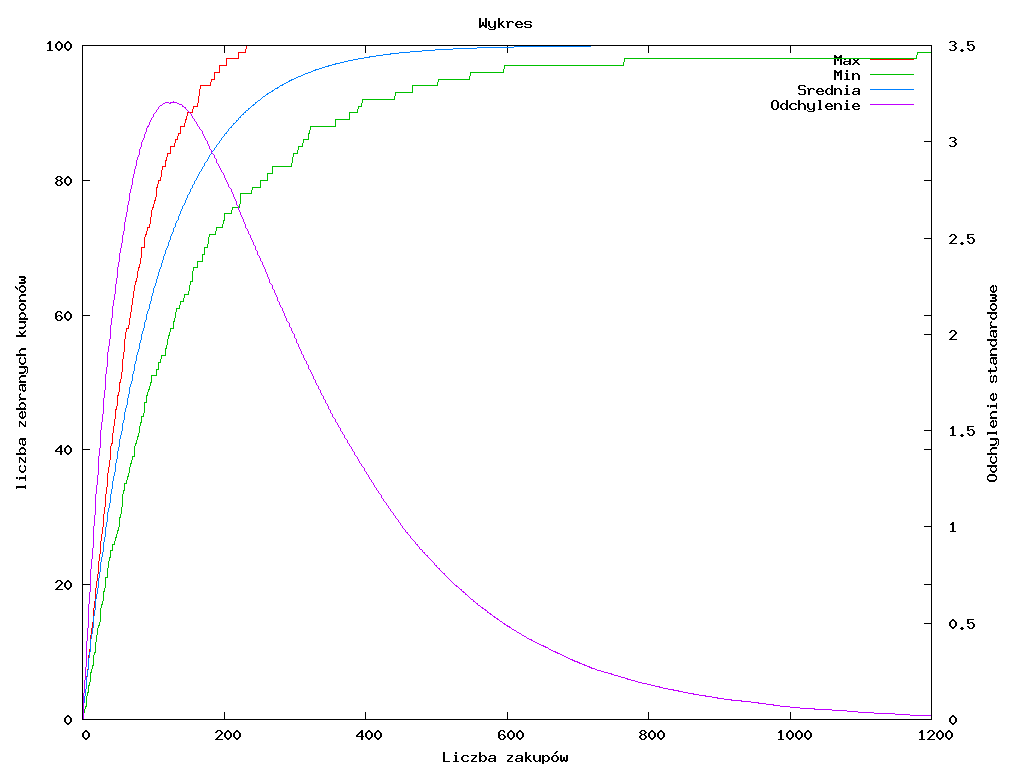 Wykres
100
80
60
40
20
0
3.5
3
2.5
2
1.5
1
0.5
0
Max
Min
Srednia
Odchylenie
liczba zebranych kuponów
Odchylenie standardowe
0 200 400 600 800 1000 1200
Liczba zakupów